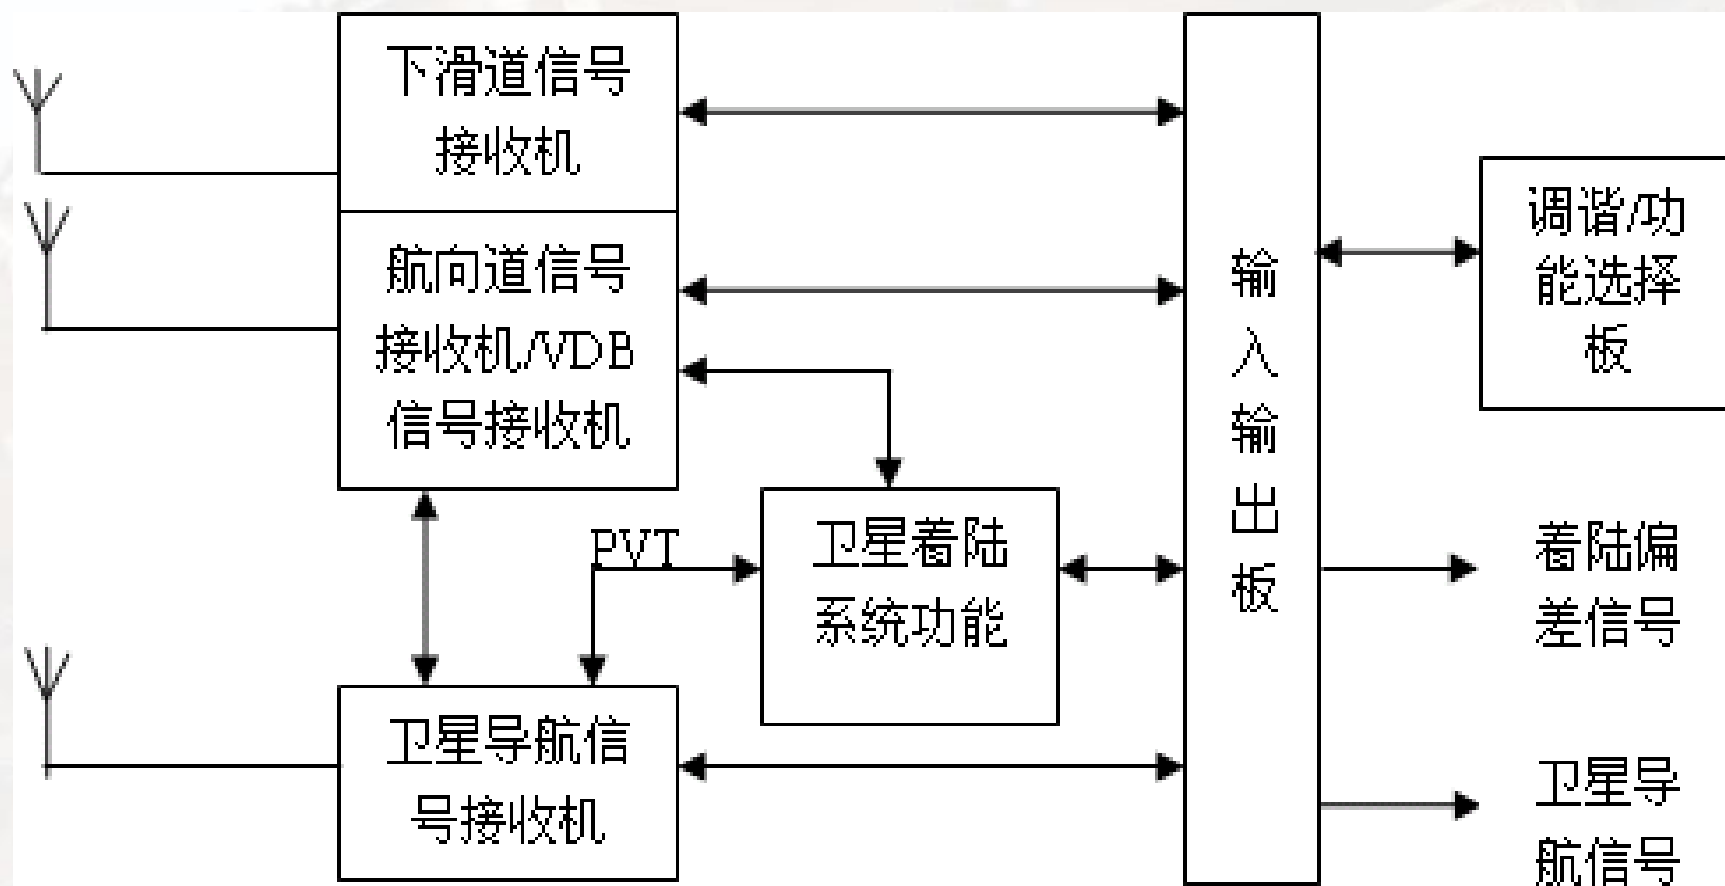 下滑道信号
接收机
航向道信号
接收机/VDB
信号接收机
PVT
卫星着陆
系统功能
卫星导航信
号接收机
输
入
输
出
板
调谐/功
能选择
板
着陆偏
差信号
卫星导
航信号